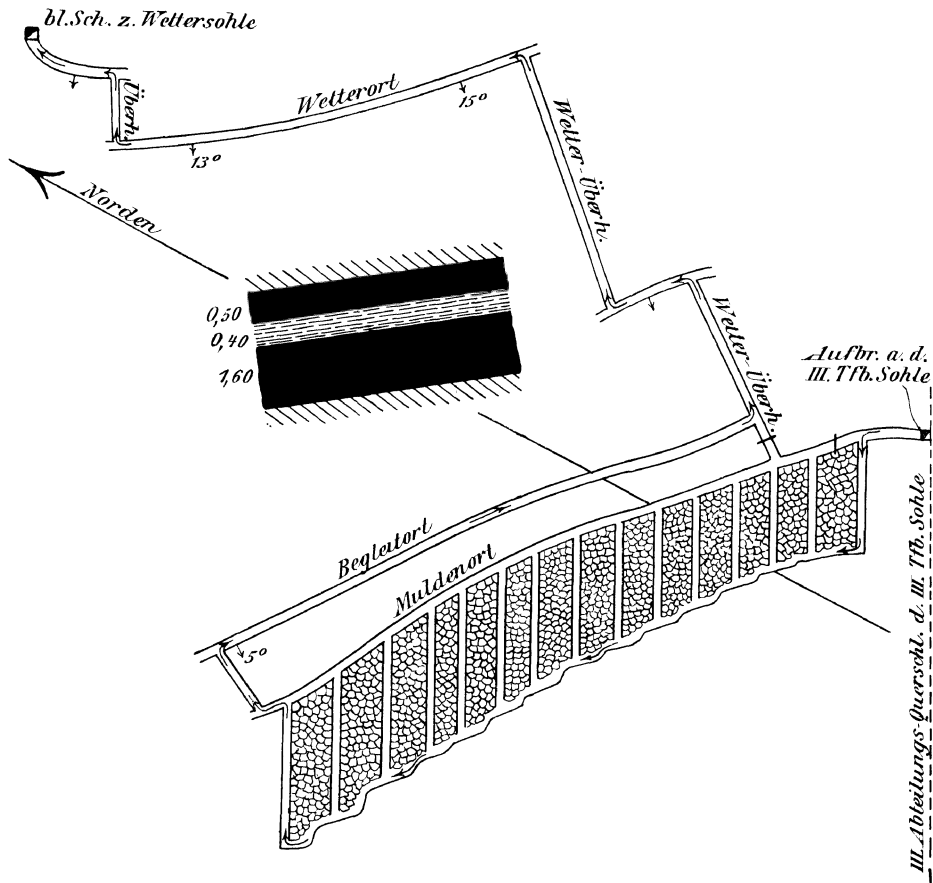 bl. Sch. z. Wettersohle
Überh.
Wetterort
15°
13°
Wetter-Überh.
Norden
0,50
0,40
1,60
Wetter-Überh.
Aufbr. a. d.
III. Tfb. Sohle
Begleitort
Muldenort
5°
III. Abteilungs-Querschl. d. III. Tfb. Sohle